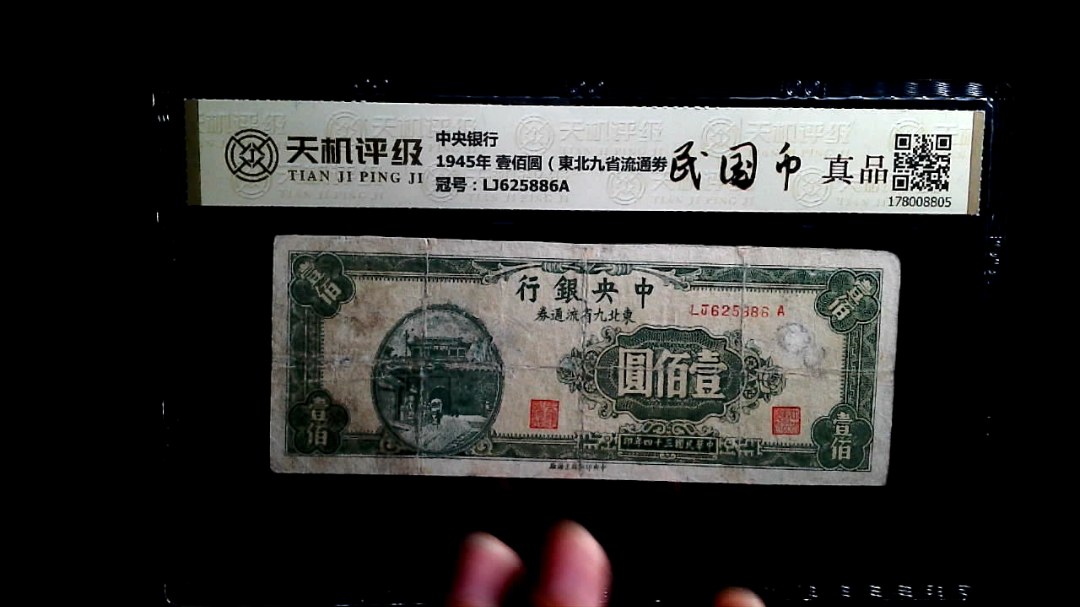 天机评级
TIAN JI PING JI
中央银行
1945年 壹佰圆（東北九省流通券
冠号：LJ625886A
民国币
真品
178008805
壹佰
行銀央中
券通流省九北東
LJ625886 A
壹佰
圓佰壹
壹佰
印年四十三國民華中
壹佰